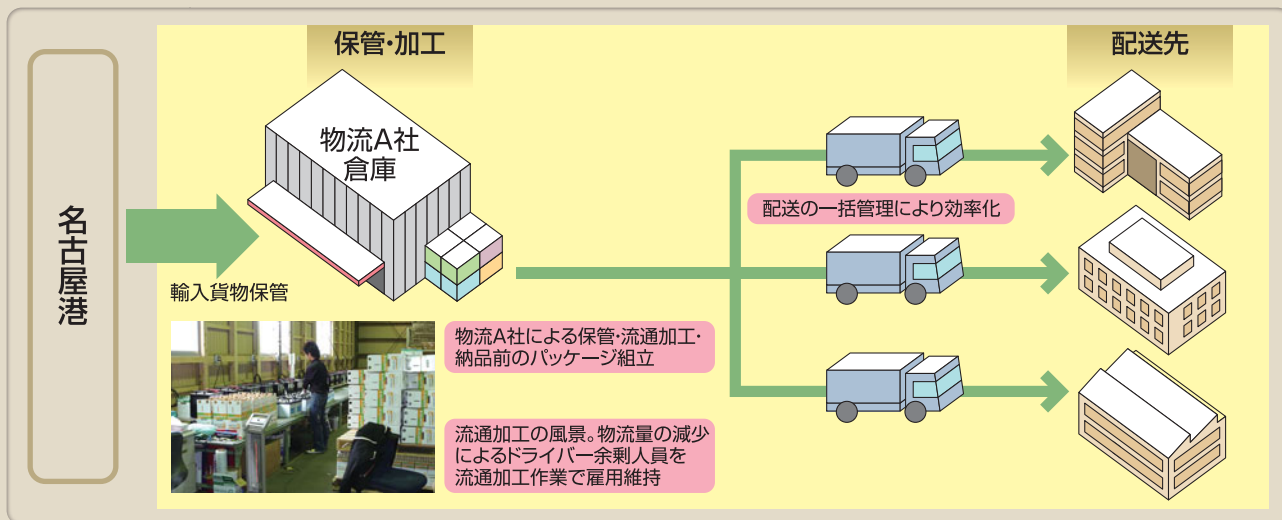 名古屋港
保管・加工
配送先
物流A社
倉庫
配送の一括管理により効率化
輸入貨物保管
物流A社による保管・流通加工・
納品前のパッケージ組立
流通加工の風景。物流量の減少
によるドライバー余剰人員を
流通加工作業で雇用維持